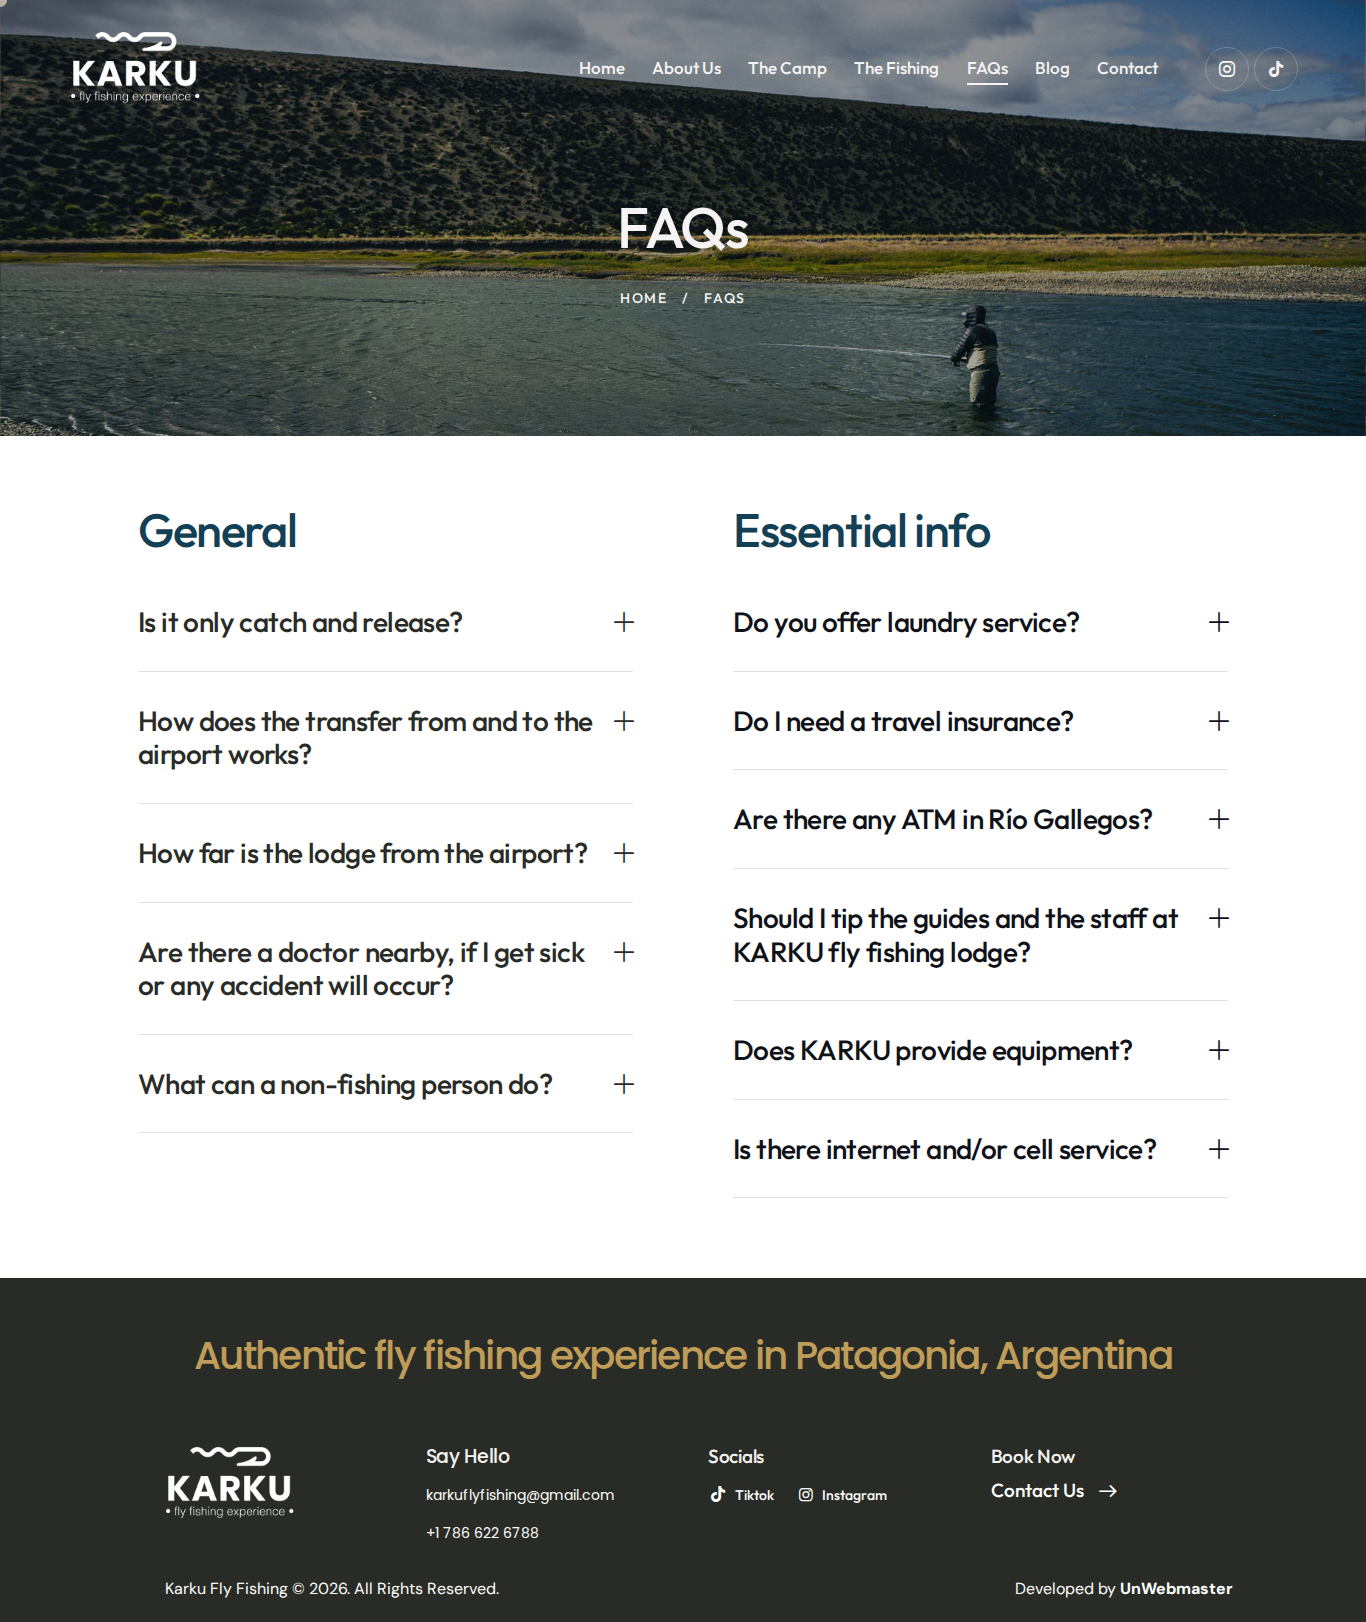 KARKU
• fly fishing experience •
Home About Us The Camp The Fishing FAQs Blog Contact
FAQs
HOME / FAQS
General
Is it only catch and release?
How does the transfer from and to the
airport works?
How far is the lodge from the airport?
Are there a doctor nearby, if I get sick
or any accident will occur?
What can a non-fishing person do?
Essential info
Do you offer laundry service?
Do I need a travel insurance?
Are there any ATM in Río Gallegos?
Should I tip the guides and the staff at
KARKU fly fishing lodge?
Does KARKU provide equipment?
Is there internet and/or cell service?
Authentic fly fishing experience in Patagonia, Argentina
KARKU
• fly fishing experience •
Say Hello
karkuflyfishing@gmail.com
+1 786 622 6788
Socials
Tiktok Instagram
Book Now
Contact Us
Karku Fly Fishing © 2026. All Rights Reserved.
Developed by UnWebmaster